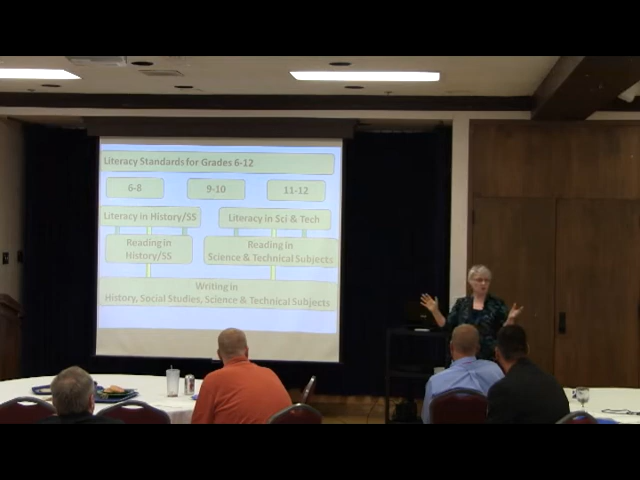 Literacy Standards for Grades 6-12
6-8
9-10
11-12
Literacy in History/SS
Literacy in Sci & Tech
Reading in
History/SS
Reading in
Science & Technical Subjects
Writing in
History, Social Studies, Science & Technical Subjects